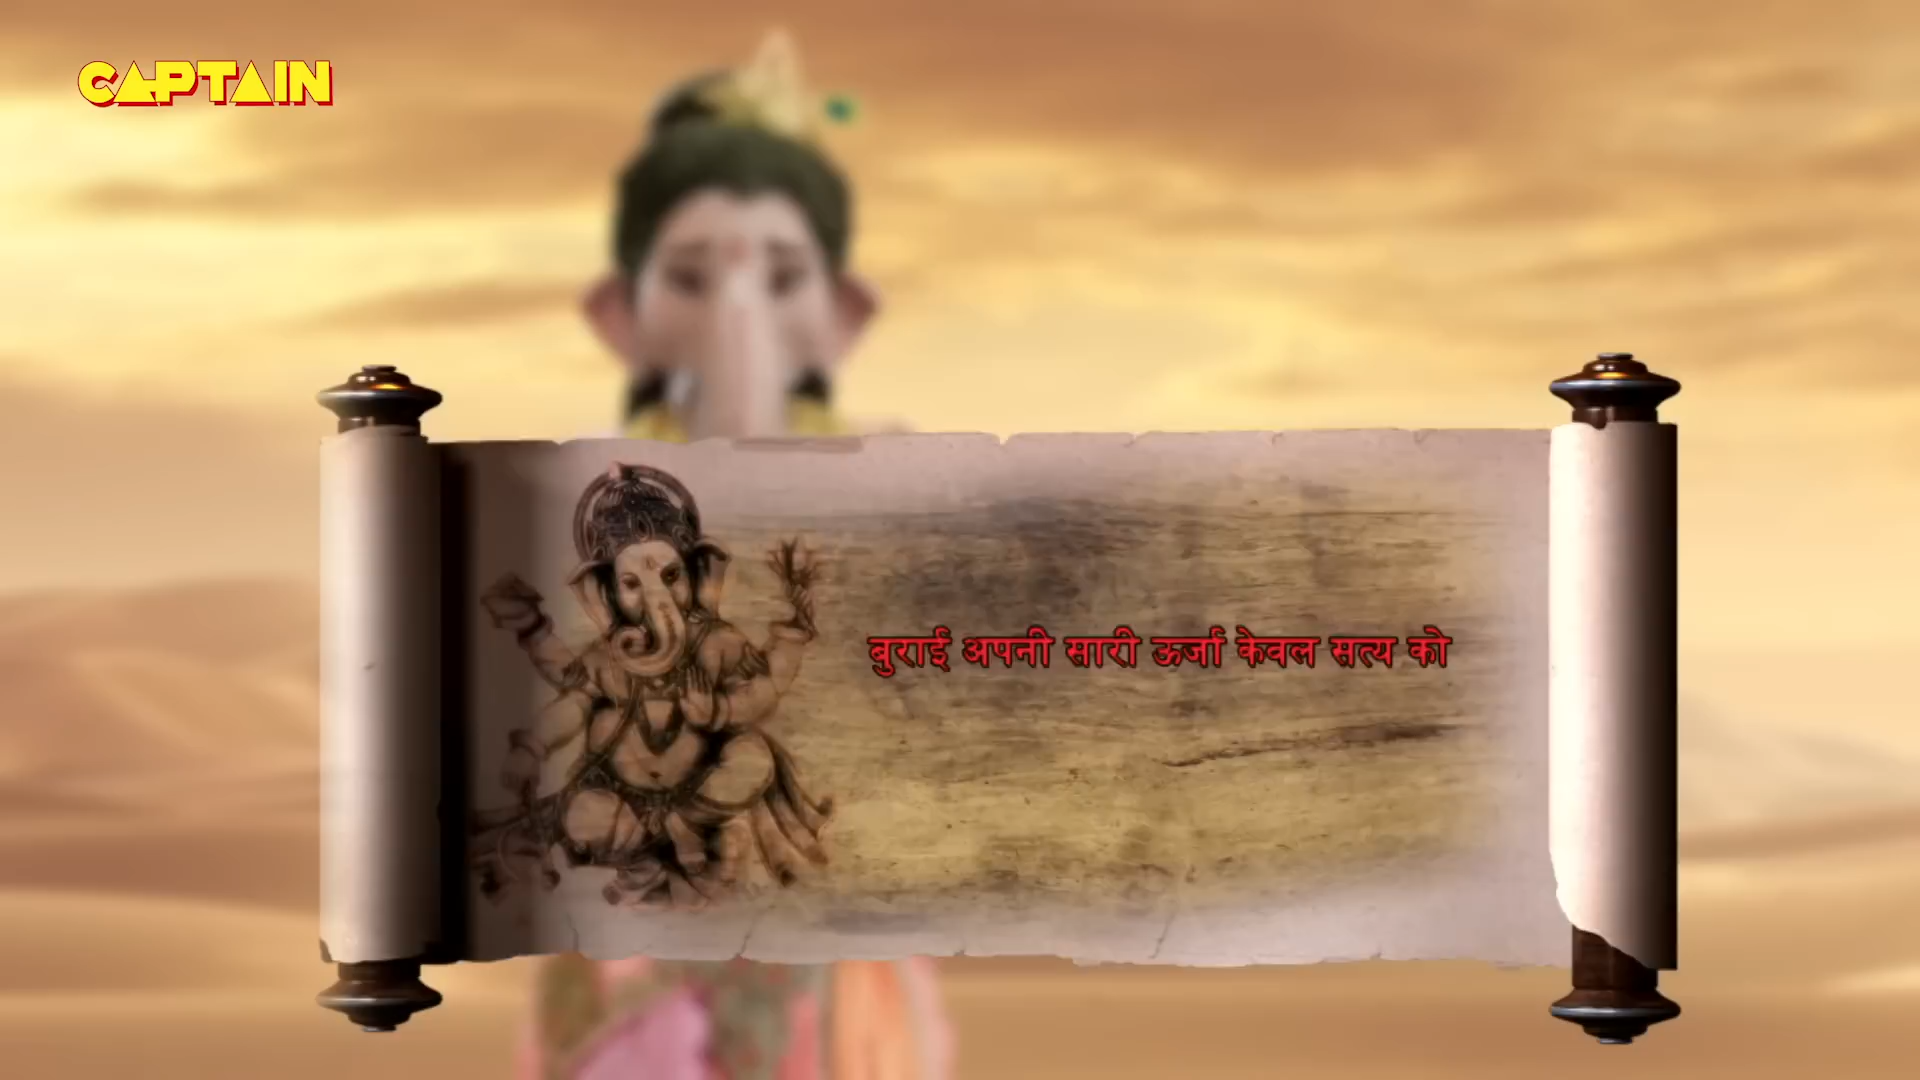 CAPTAIN
बुराई अपनी सारी ऊर्जा केवल सत्य को